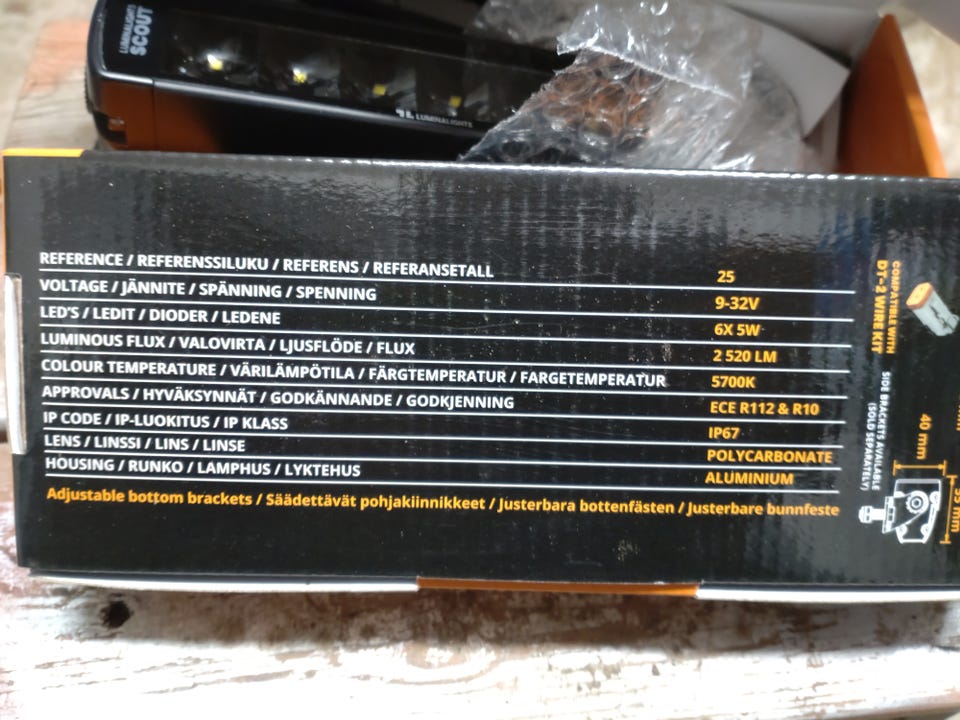 LUMINALIGHTS
SCOUT
LUMINALIGHTS
REFERENCE / REFERENSSILUKU / REFERENS / REFERANSETALL 25
VOLTAGE / JÄNNITE / SPÄNNING / SPENNING 9-32V
LED'S / LEDIT / DIODER / LEDENE 6X 5W
LUMINOUS FLUX / VALOVIRTA / LJUSFLÖDE / FLUX 2 520 LM
COLOUR TEMPERATURE / VÄRILÄMPÖTILA / FÄRGTEMPERATUR / FARGETEMPERATUR 5700K
APPROVALS / HYVÄKSYNNÄT / GODKÄNNANDE / GODKJENNING ECE R112 & R10
IP CODE / IP-LUOKITUS / IP KLASS IP67
LENS / LINSSI / LINS / LINSE POLYCARBONATE
HOUSING / RUNKO / LAMPHUS / LYKTEHUS ALUMINIUM
Adjustable bottom brackets / Säädettävät pohjakiinnikkeet / Justerbara bottenfästen / Justerbare bunnfeste
COMPATIBLE WITH
DT-2 WIRE KIT
SIDE BRACKETS AVAILABLE
(SOLD SEPARATELY)
40 mm